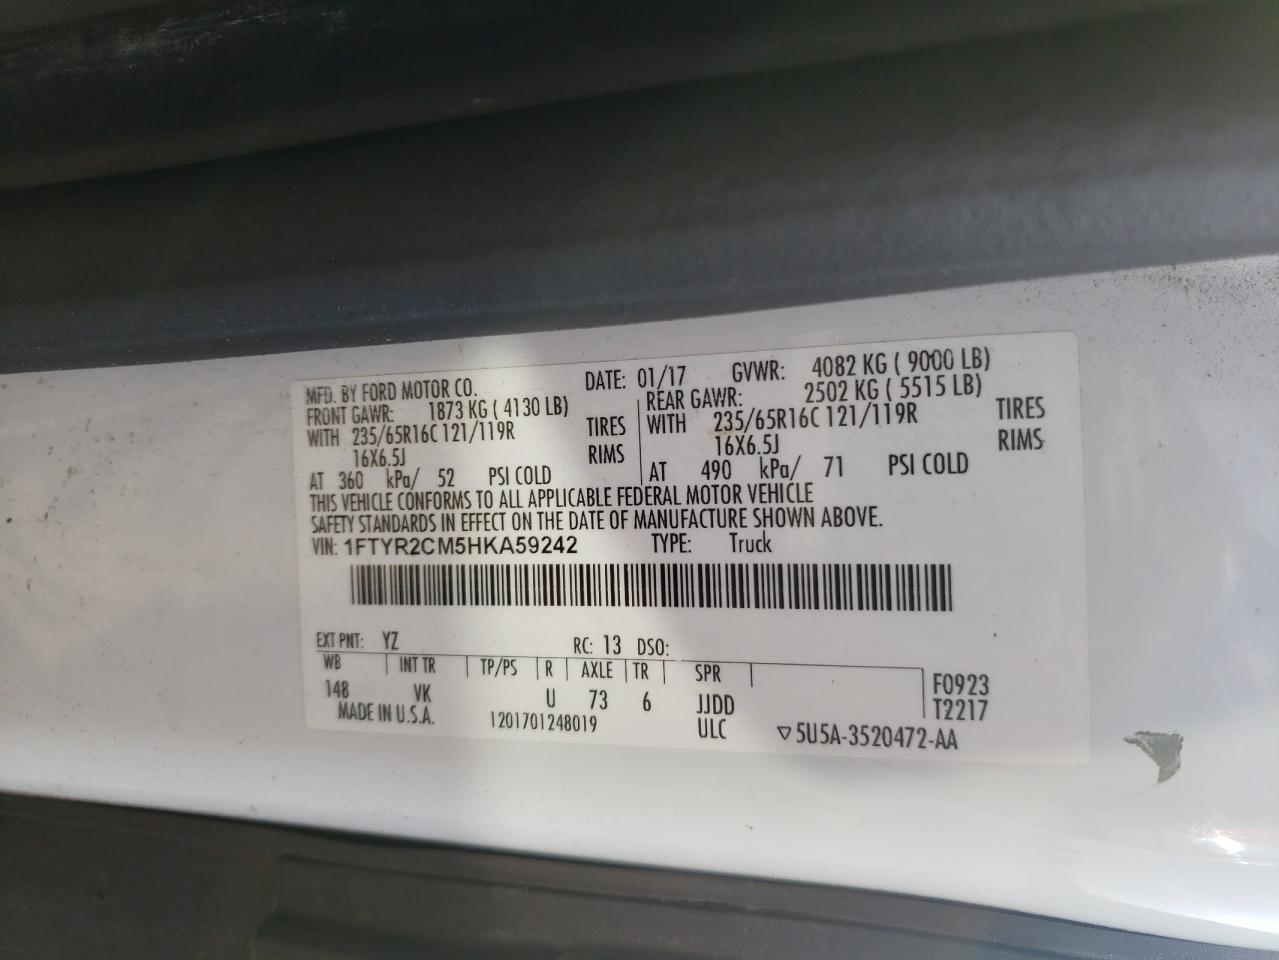 MFD. BY FORD MOTOR CO. DATE: 01/17 GVWR: 4082 KG ( 9000 LB)
FRONT GAWR: 1873 KG ( 4130 LB) REAR GAWR: 2502 KG ( 5515 LB)
WITH 235/65R16C 121/119R TIRES WITH 235/65R16C 121/119R TIRES
16X6.5J RIMS 16X6.5J RIMS
AT 360 kPa/ 52 PSI COLD AT 490 kPa/ 71 PSI COLD
THIS VEHICLE CONFORMS TO ALL APPLICABLE FEDERAL MOTOR VEHICLE
SAFETY STANDARDS IN EFFECT ON THE DATE OF MANUFACTURE SHOWN ABOVE.
VIN: 1FTYR2CM5HKA59242 TYPE: Truck
EXT PNT: YZ RC: 13 DSO:
WB INT TR TP/PS R AXLE TR SPR F0923
148 VK U 73 6 JJDD T2217
MADE IN U.S.A. 1201701248019 ULC ▽5U5A-3520472-AA